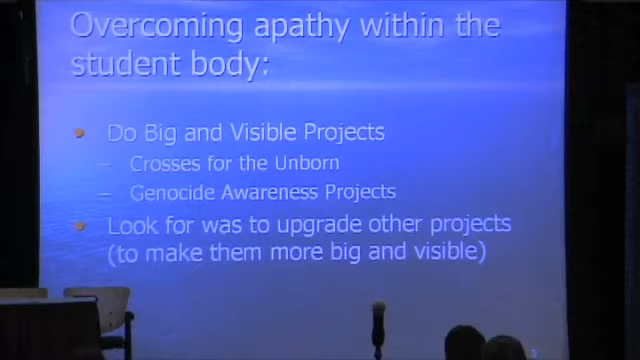 Overcoming apathy within the
student body:
Do Big and Visible Projects
Crosses for the Unborn
Genocide Awareness Projects
Look for was to upgrade other projects
(to make them more big and visible)